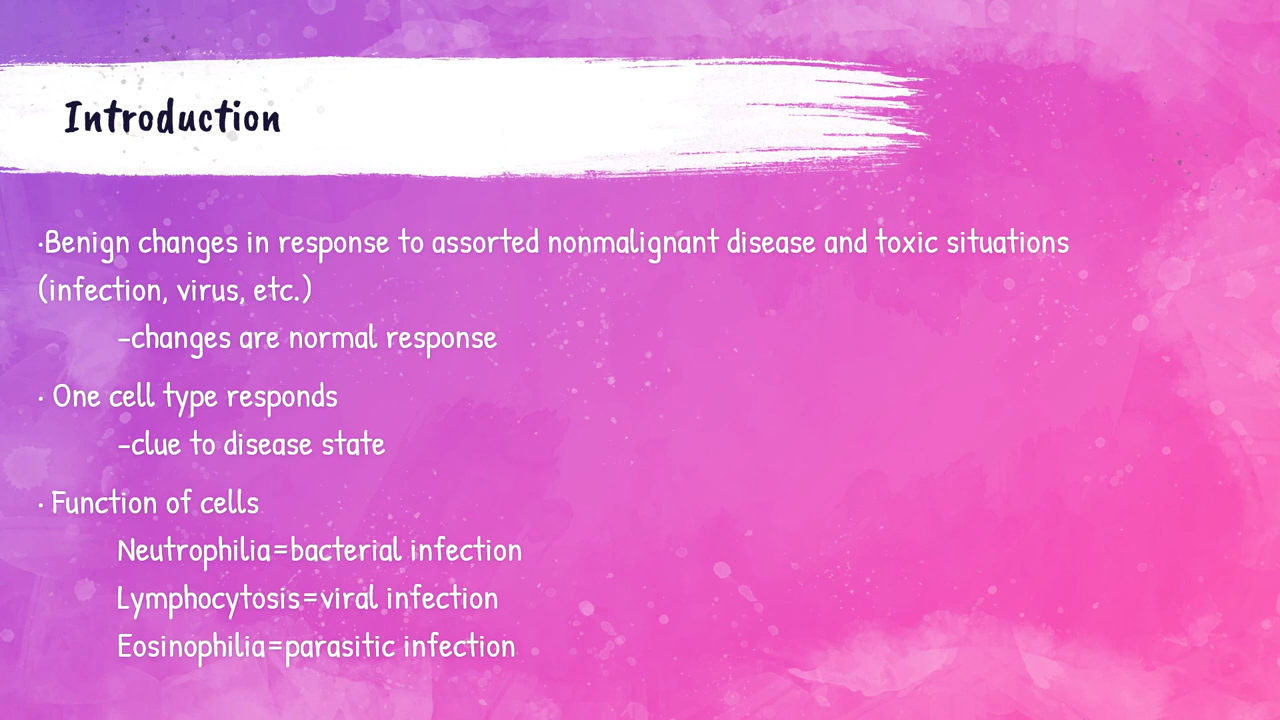 Introduction
•Benign changes in response to assorted nonmalignant disease and toxic situations
(infection, virus, etc.)
–changes are normal response
• One cell type responds
–clue to disease state
• Function of cells
Neutrophilia=bacterial infection
Lymphocytosis=viral infection
Eosinophilia=parasitic infection